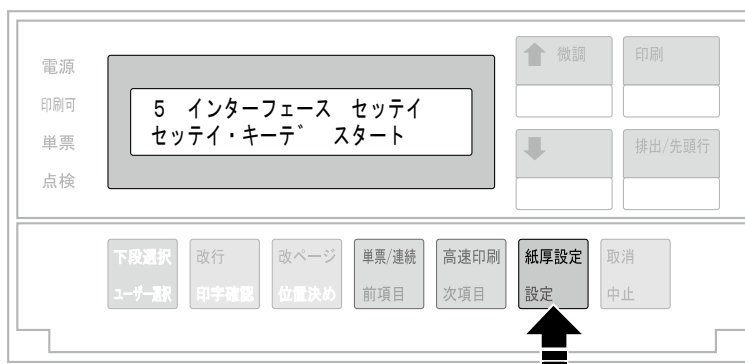 電源
印刷可
単票
点検
5 インターフェース セッテイ
セッテイ・キーデ゛ スタート
微調
印刷
排出/先頭行
下段選択
改行
改ページ
単票/連続
高速印刷
紙厚設定
取消
ユーザー選択
印字確認
位置決め
前項目
次項目
設定
中止